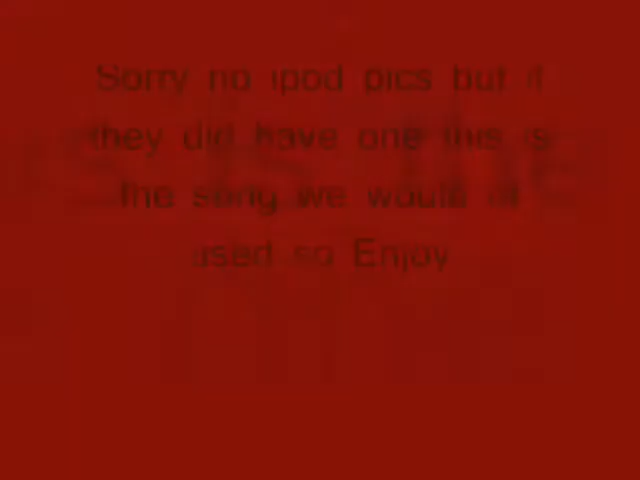 Sorry no ipod pics but if
they did have one this is
the song we would of
used so Enjoy